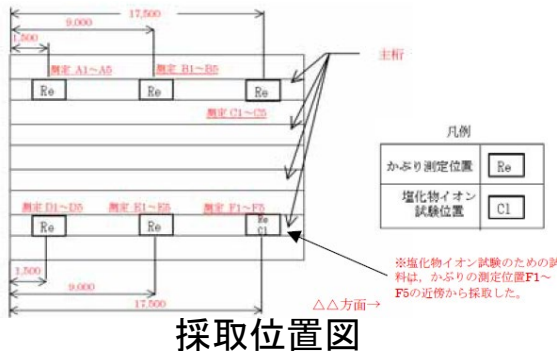 17,500
9,000
1,500
主桁
測定 A1~A5
測定 B1~B5
Re
Re
Re
測定 C1~C5
凡例
かぶり測定位置
Re
塩化物イオン
試験位置
Cl
測定 D1~D5
測定 E1~E5
測定 F1~F5
Re
Re
Re
Cl
※塩化物イオン試験のための試
料は、かぶりの測定位置F1~
F5の近傍から採取した。
1,500
9,000
17,500
△△方面→
採取位置図